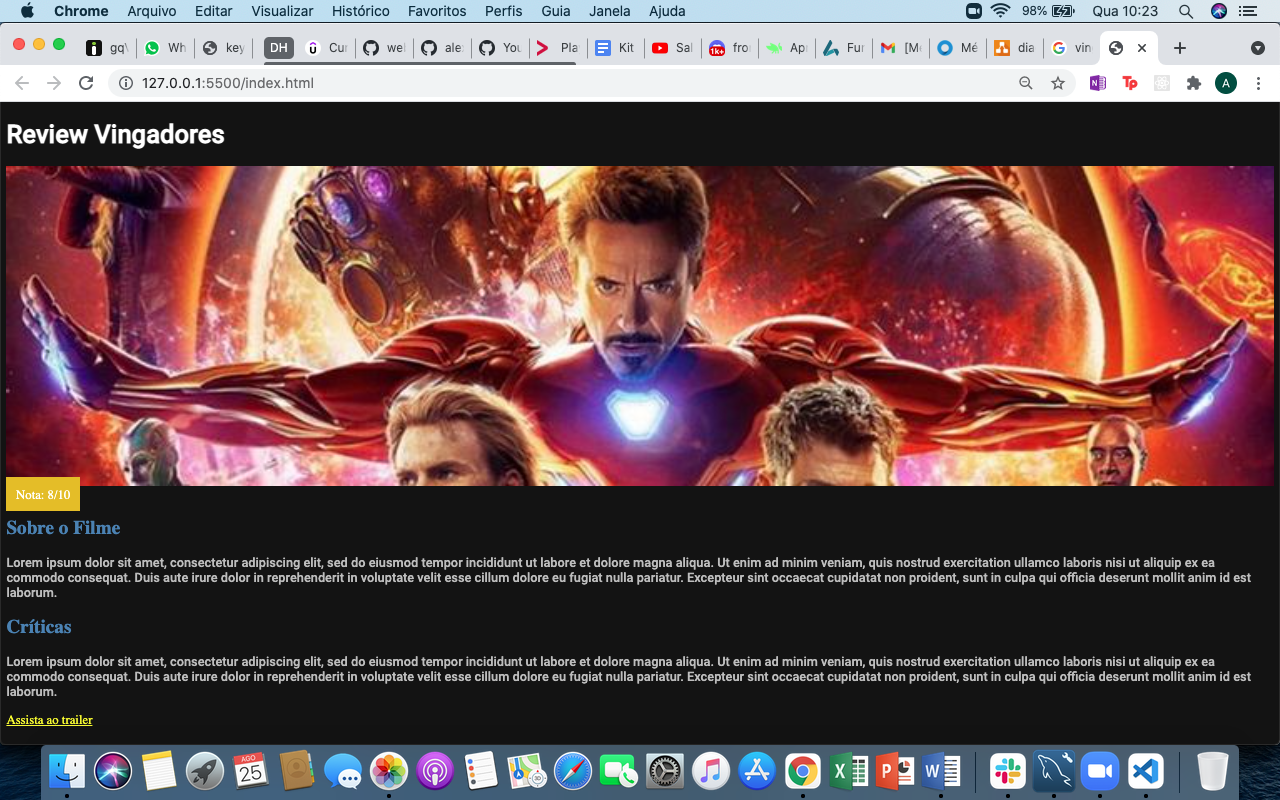 Chrome Arquivo Editar Visualizar Histórico Favoritos Perfis Guia Janela Ajuda 98% Qua 10:23
gq\ Wh key DH Cur wel ale You Pla Kit Sal fro Apr Fur [Me Mé dia vin
127.0.0.1:5500/index.html
Review Vingadores
Nota: 8/10
Sobre o Filme
Lorem ipsum dolor sit amet, consectetur adipiscing elit, sed do eiusmod tempor incididunt ut labore et dolore magna aliqua. Ut enim ad minim veniam, quis nostrud exercitation ullamco laboris nisi ut aliquip ex ea
commodo consequat. Duis aute irure dolor in reprehenderit in voluptate velit esse cillum dolore eu fugiat nulla pariatur. Excepteur sint occaecat cupidatat non proident, sunt in culpa qui officia deserunt mollit anim id est
laborum.
Críticas
Lorem ipsum dolor sit amet, consectetur adipiscing elit, sed do eiusmod tempor incididunt ut labore et dolore magna aliqua. Ut enim ad minim veniam, quis nostrud exercitation ullamco laboris nisi ut aliquip ex ea
commodo consequat. Duis aute irure dolor in reprehenderit in voluptate velit esse cillum dolore eu fugiat nulla pariatur. Excepteur sint occaecat cupidatat non proident, sunt in culpa qui officia deserunt mollit anim id est
laborum.
Assista ao trailer
AGO
25